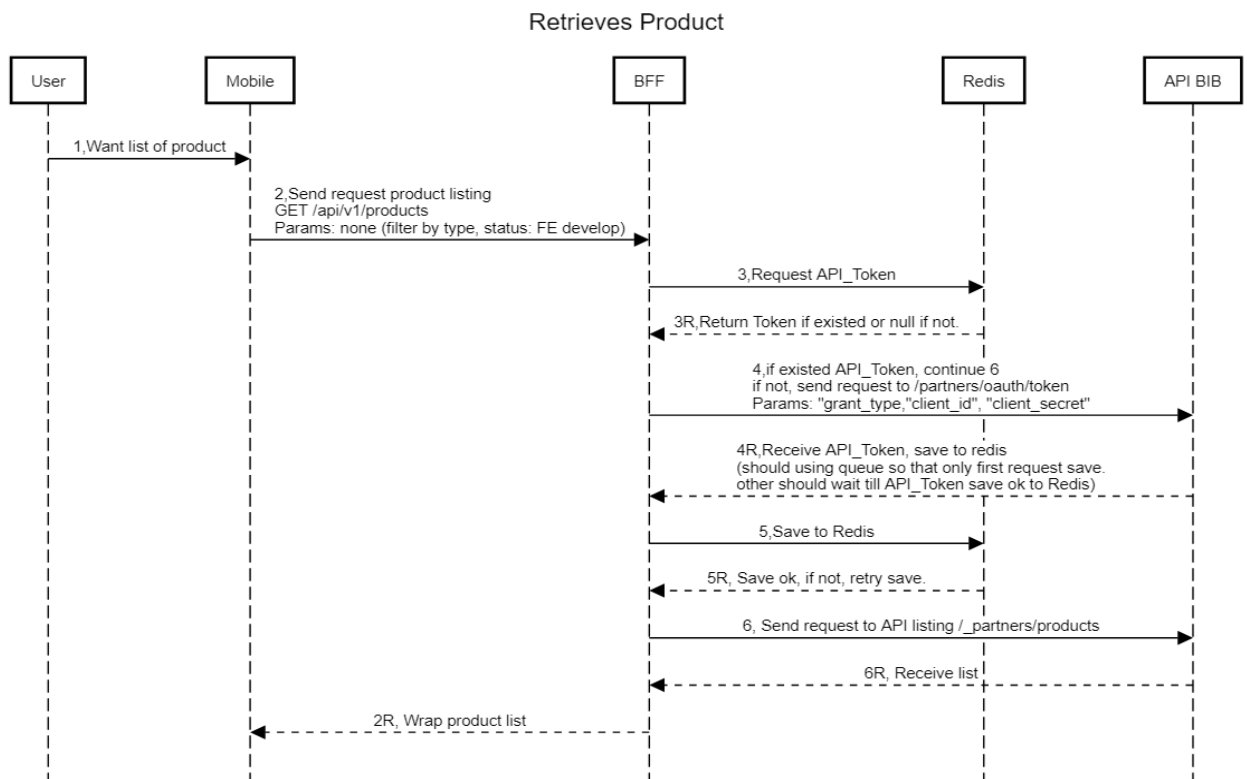 Retrieves Product
User
Mobile
BFF
Redis
API BIB
1,Want list of product
2,Send request product listing
GET /api/v1/products
Params: none (filter by type, status: FE develop)
3,Request API_Token
3R,Return Token if existed or null if not.
4,if existed API_Token, continue 6
if not, send request to /partners/oauth/token
Params: "grant_type,"client_id", "client_secret"
4R,Receive API_Token, save to redis
(should using queue so that only first request save.
other should wait till API_Token save ok to Redis)
5,Save to Redis
5R, Save ok, if not, retry save.
6, Send request to API listing /_partners/products
6R, Receive list
2R, Wrap product list